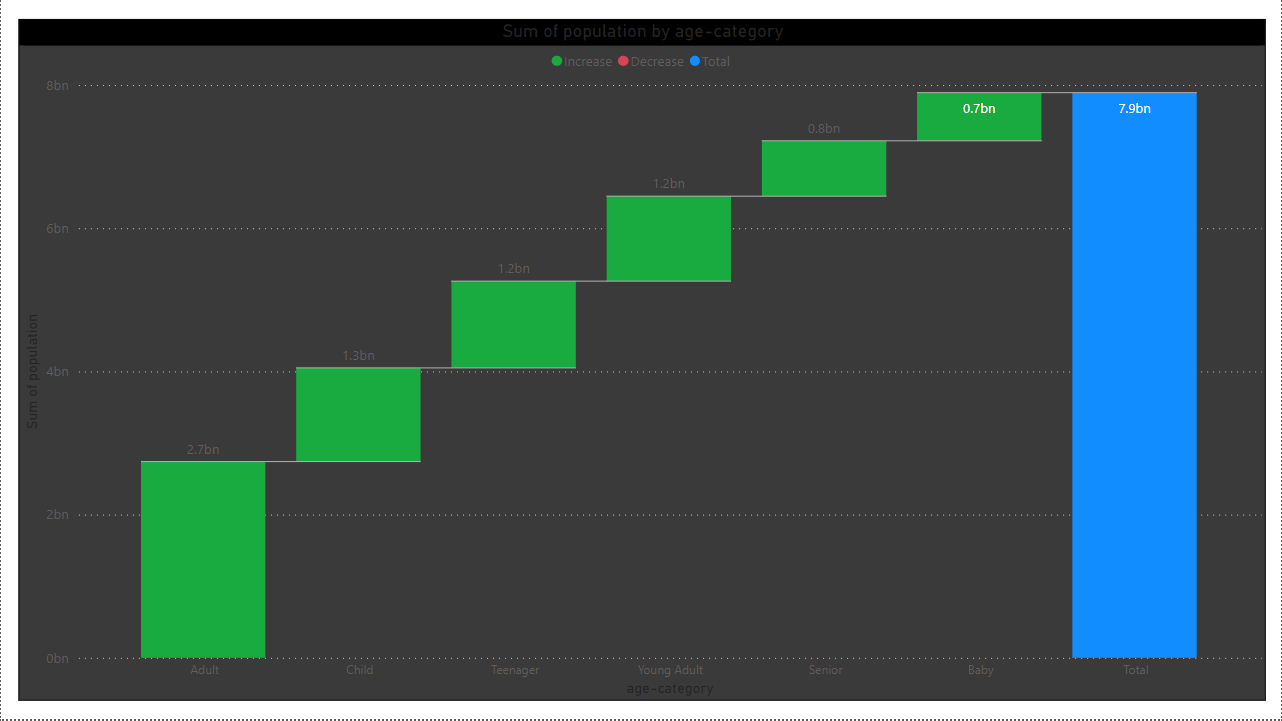 Sum of population by age-category
Increase Decrease Total
8bn
6bn
4bn
2bn
0bn
Sum of population
2.7bn
1.3bn
1.2bn
1.2bn
0.8bn
0.7bn
7.9bn
Adult Child Teenager Young Adult Senior Baby Total
age-category